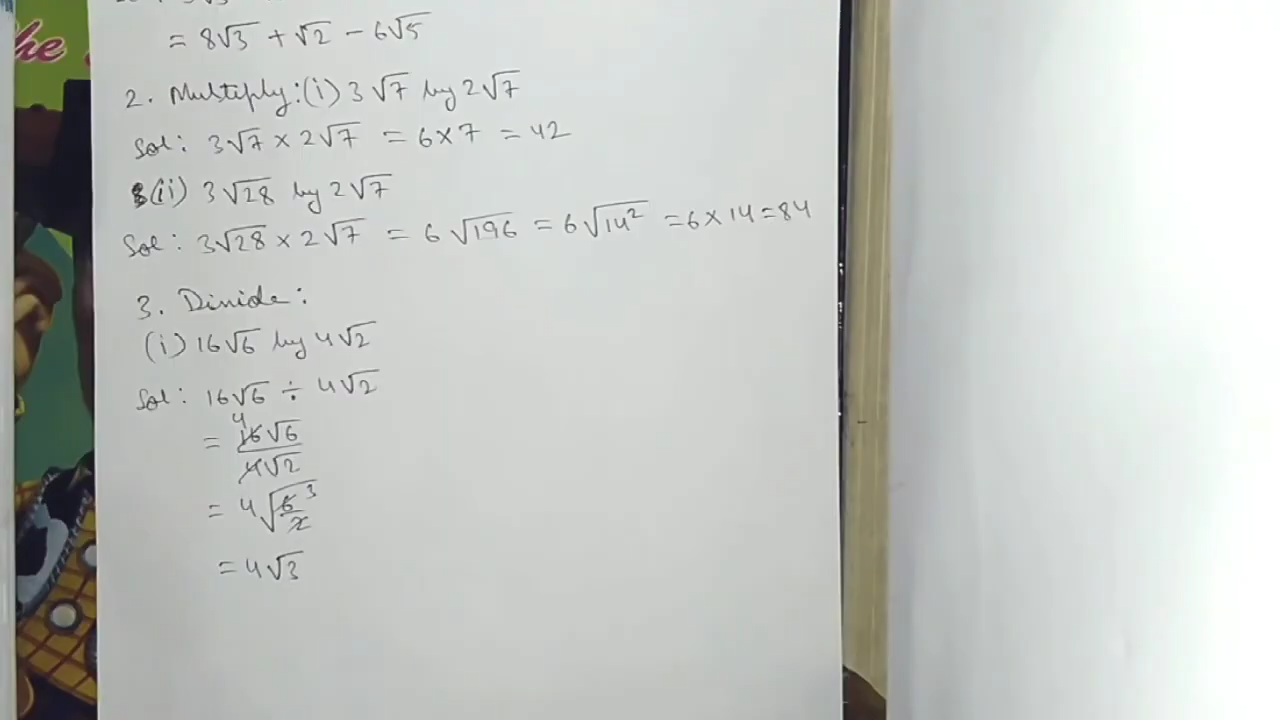 he
= 8√3 + √2 − 6√5
2. Multiply: (i) 3√7 by 2√7
Sol: 3√7 × 2√7 = 6×7 = 42
(ii) 3√28 by 2√7
Sol: 3√28 × 2√7 = 6√196 = 6√14² = 6×14 = 84
3. Divide:
(i) 16√6 by 4√2
Sol: 16√6 ÷ 4√2
4
= 16√6
4√2
= 4√6/2 3
= 4√3